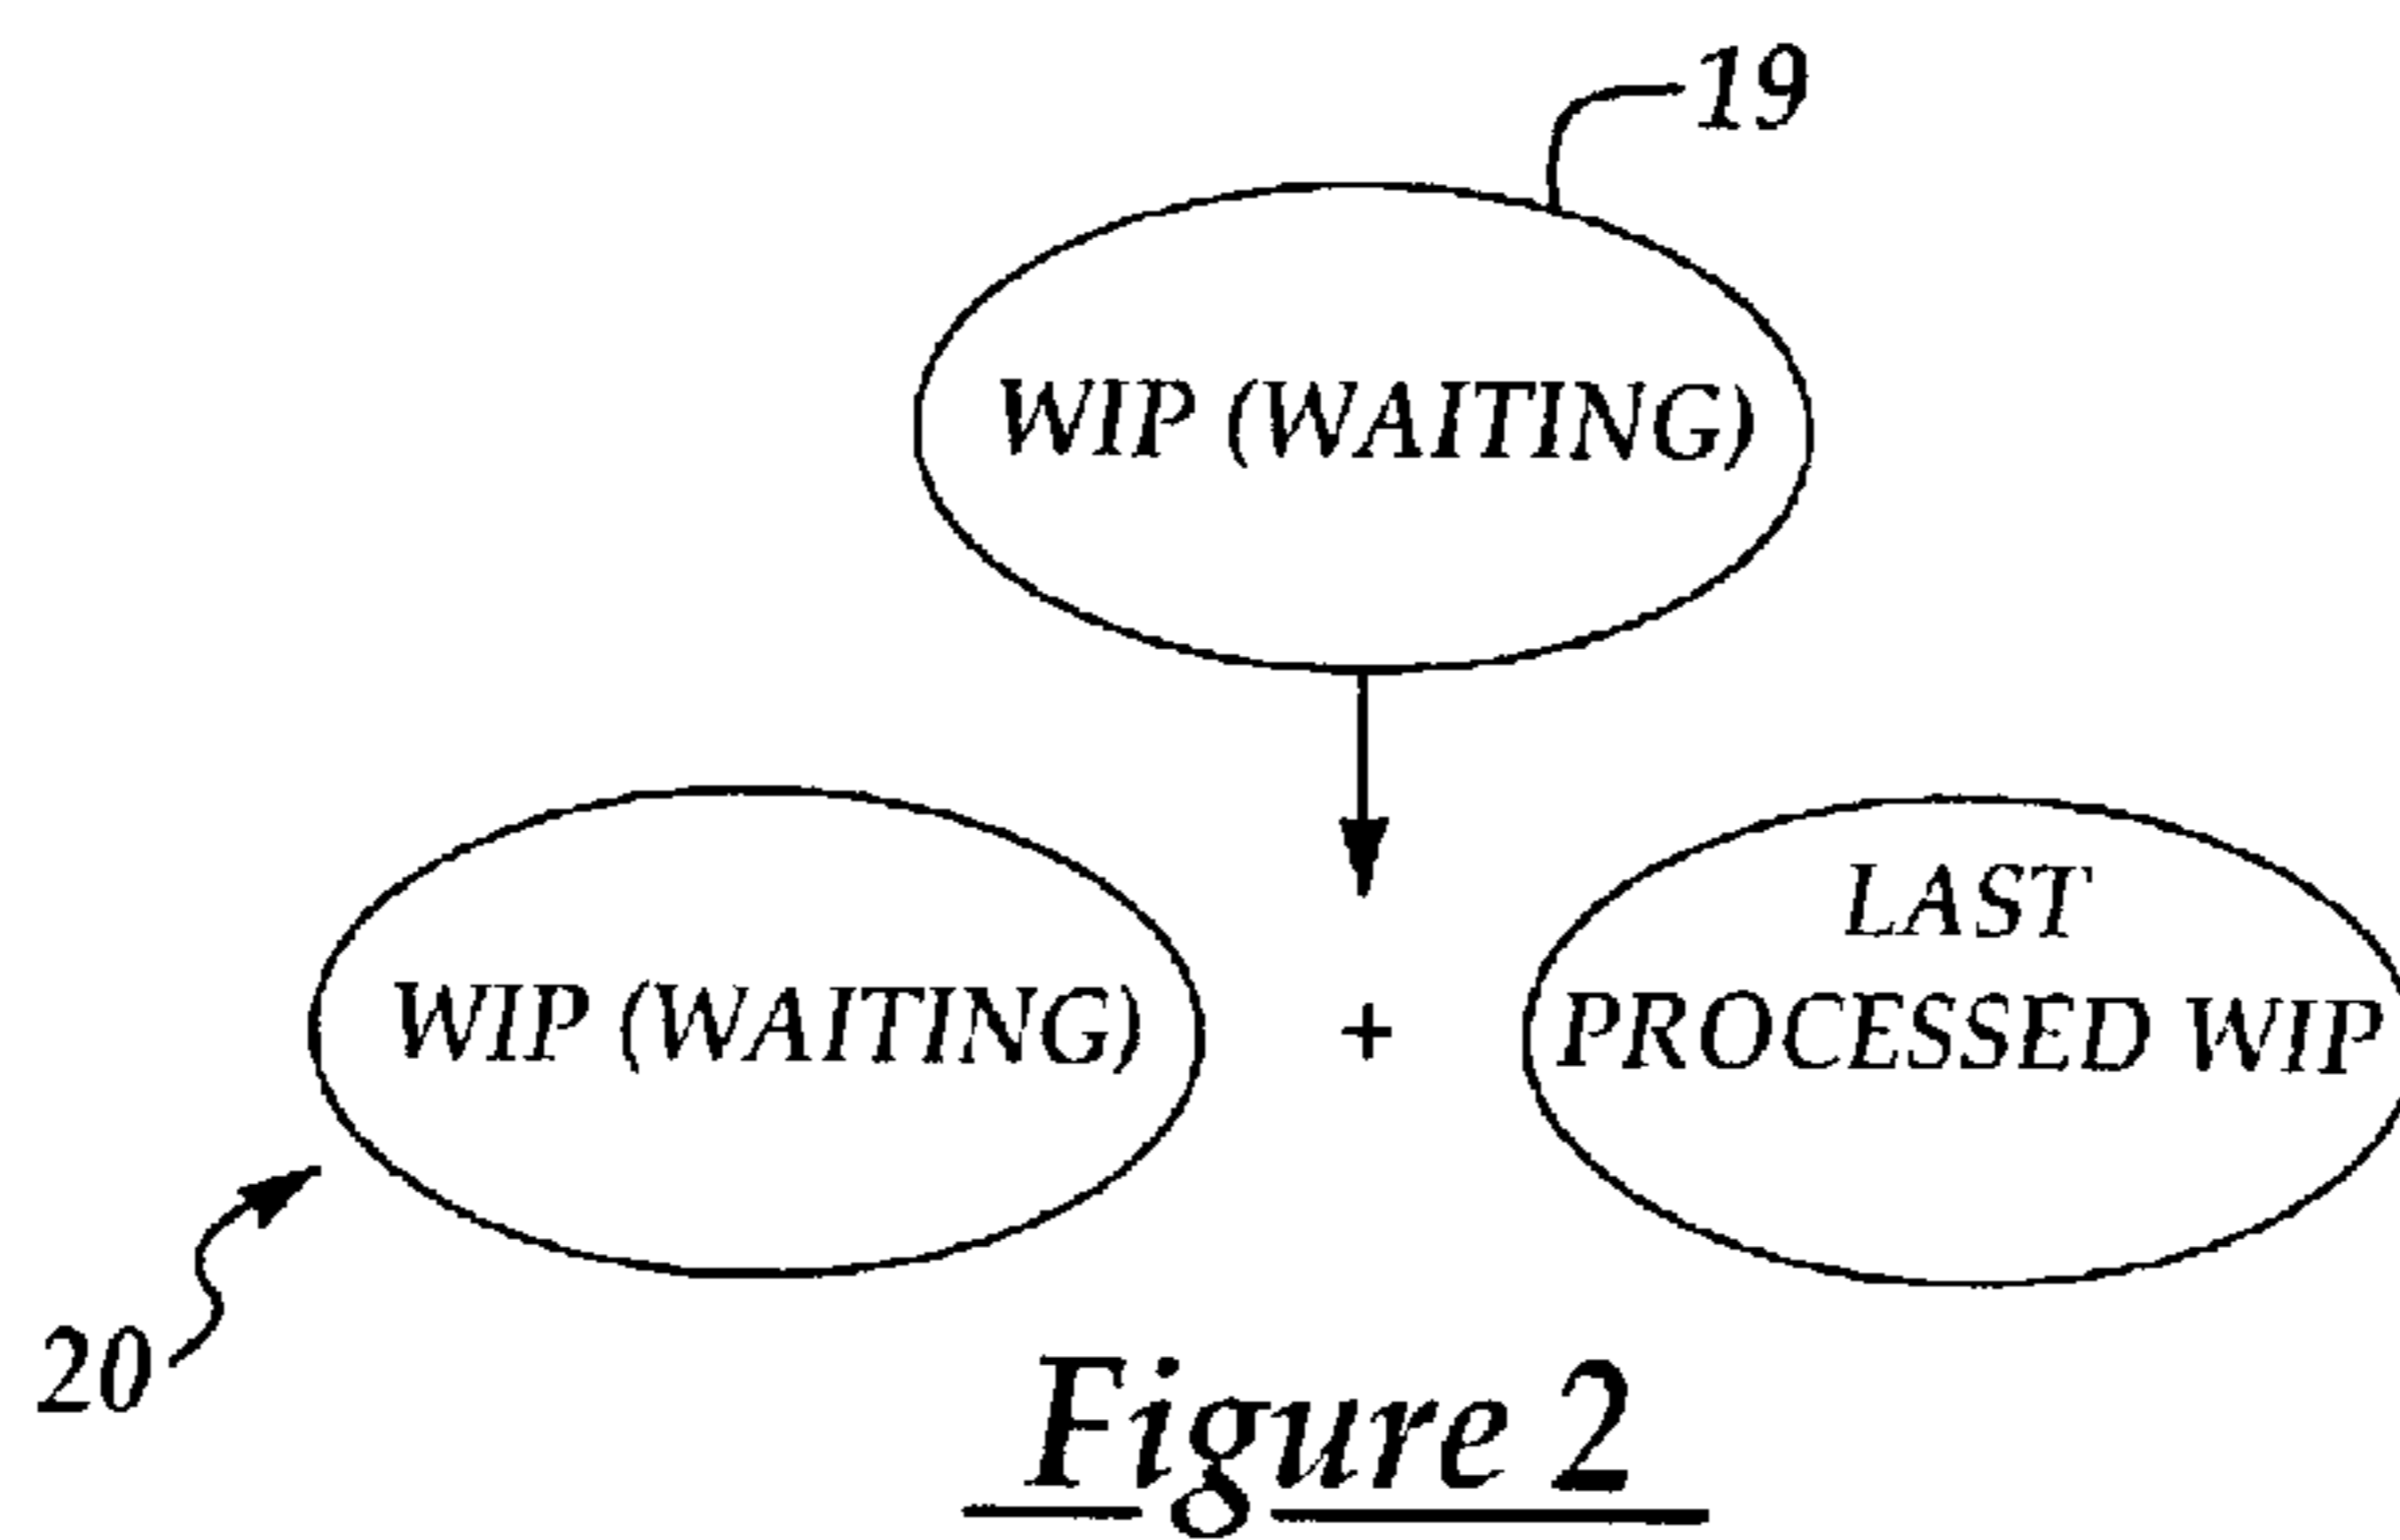 19
WIP (WAITING)
WIP (WAITING)
+
LAST
PROCESSED WIP
20
Figure 2